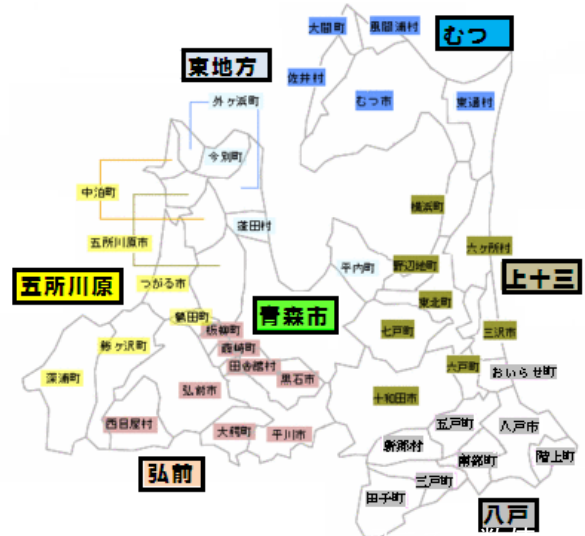 大間町
風間浦村
むつ
東地方
佐井村
むつ市
東通村
外ヶ浜町
今別町
中泊町
横浜町
蓬田村
五所川原市
六ヶ所村
平内町
野辺地町
五所川原
つがる市
上十三
東北町
青森市
鶴田町
板柳町
七戸町
三沢市
鰺ヶ沢町
藤崎町
田舎館村
六戸町
おいらせ町
深浦町
黒石市
弘前市
十和田市
西目屋村
五戸町
八戸市
大鰐町
平川市
新郷村
南部町
階上町
弘前
三戸町
田子町
八戸